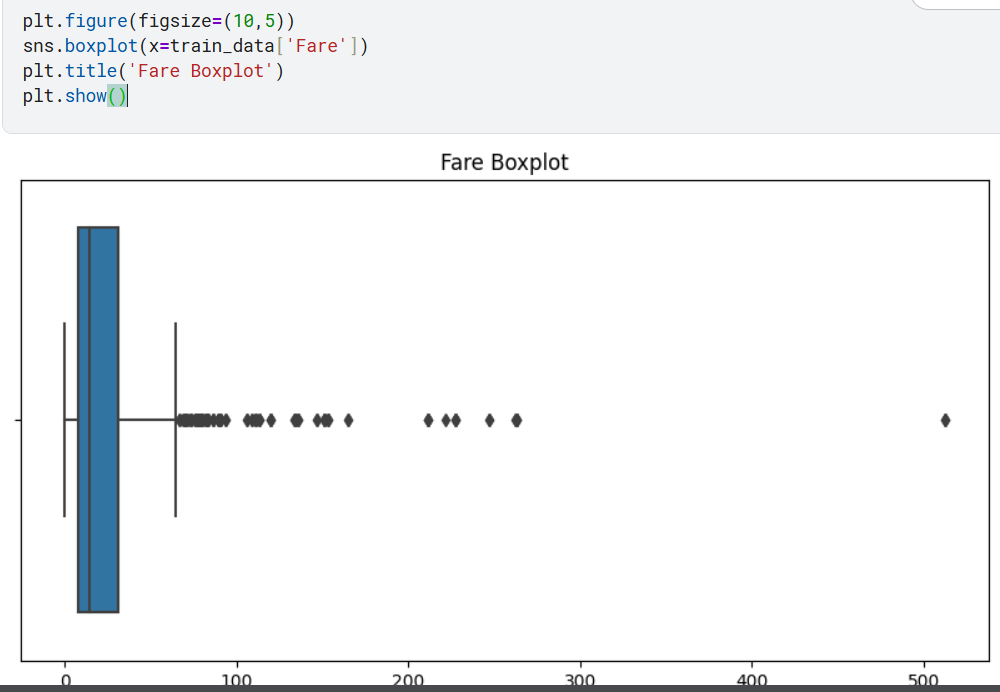 plt.figure(figsize=(10,5))
sns.boxplot(x=train_data['Fare'])
plt.title('Fare Boxplot')
plt.show()
Fare Boxplot
0 100 200 300 400 500